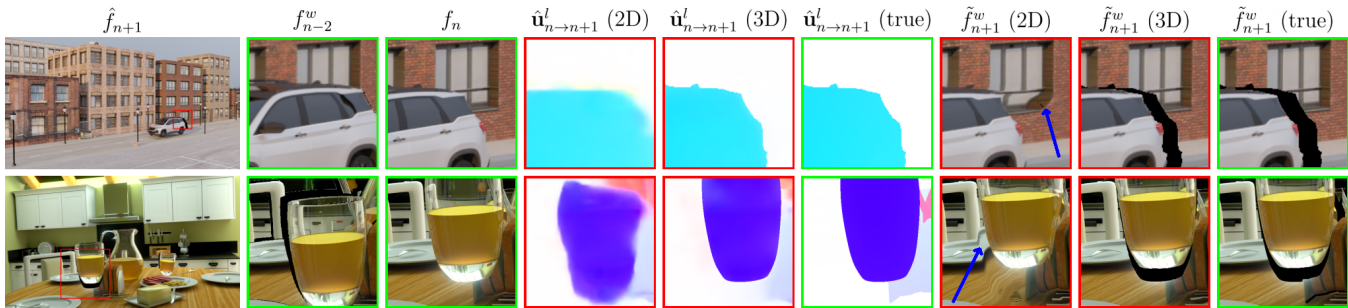 f̂ₙ₊₁ fʷₙ₋₂ fₙ ûˡₙ→ₙ₊₁ (2D) ûˡₙ→ₙ₊₁ (3D) ûˡₙ→ₙ₊₁ (true) f̃ʷₙ₊₁ (2D) f̃ʷₙ₊₁ (3D) f̃ʷₙ₊₁ (true)